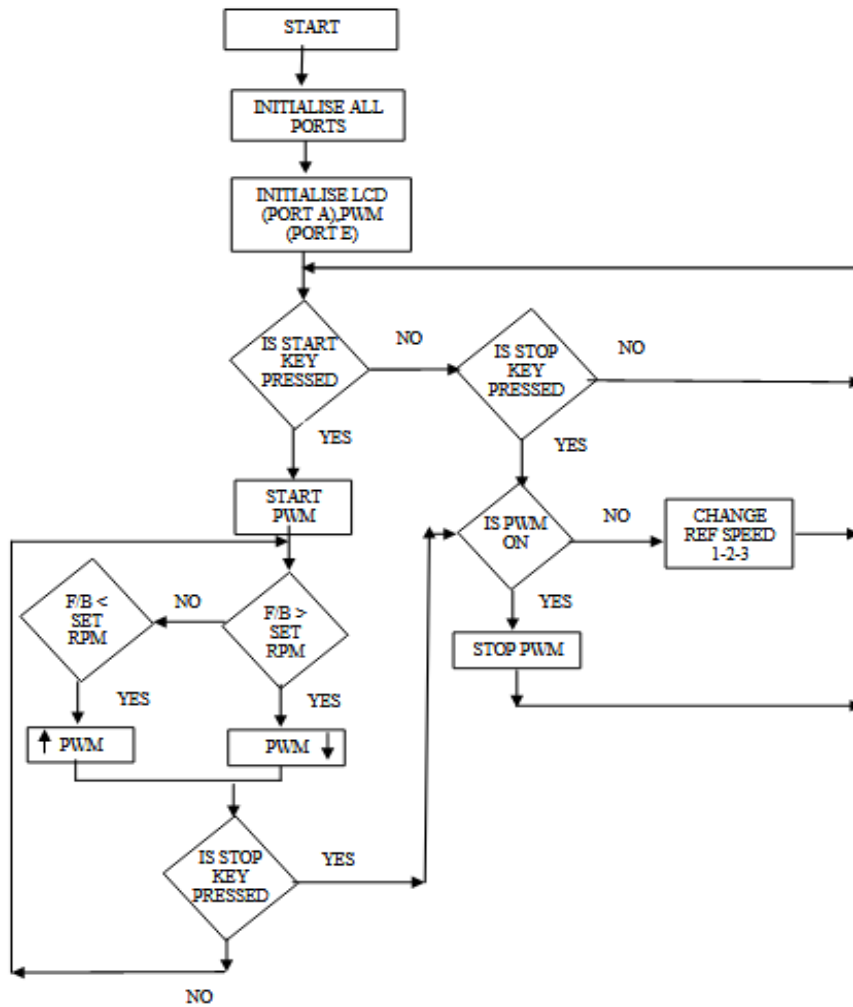 START
INITIALISE ALL
PORTS
INITIALISE LCD
(PORT A),PWM
(PORT E)
IS START
KEY
PRESSED
NO
IS STOP
KEY
PRESSED
NO
YES
YES
START
PWM
IS PWM
ON
NO
CHANGE
REF SPEED
1-2-3
F/B <
SET
RPM
NO
F/B >
SET
RPM
YES
STOP PWM
YES
YES
PWM
PWM
IS STOP
KEY
PRESSED
YES
NO